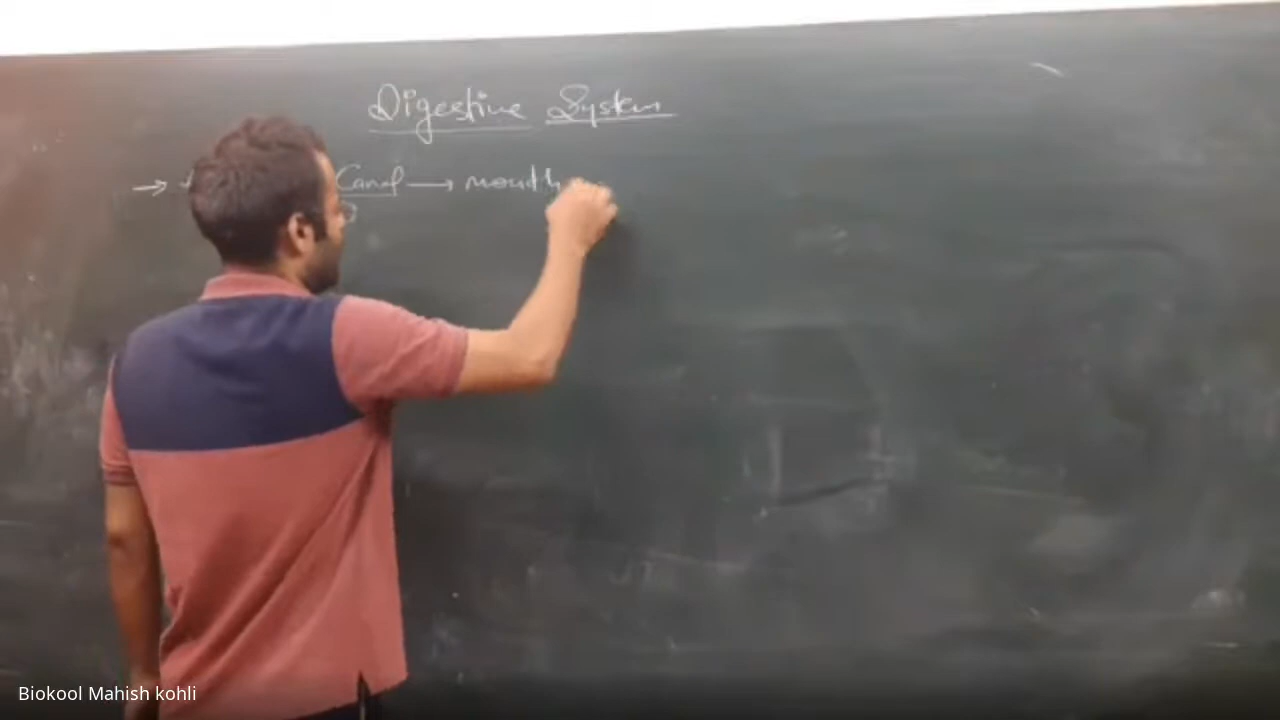 Digestive System
→ Canal → mouth
Biokool Mahish kohli